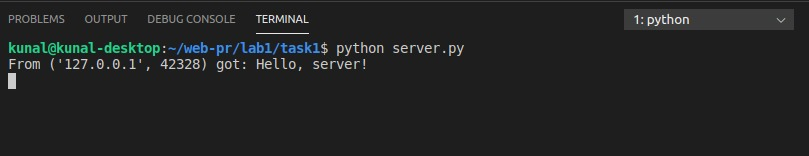 PROBLEMS OUTPUT DEBUG CONSOLE TERMINAL 1: python
kunal@kunal-desktop:~/web-pr/lab1/task1$ python server.py
From ('127.0.0.1', 42328) got: Hello, server!